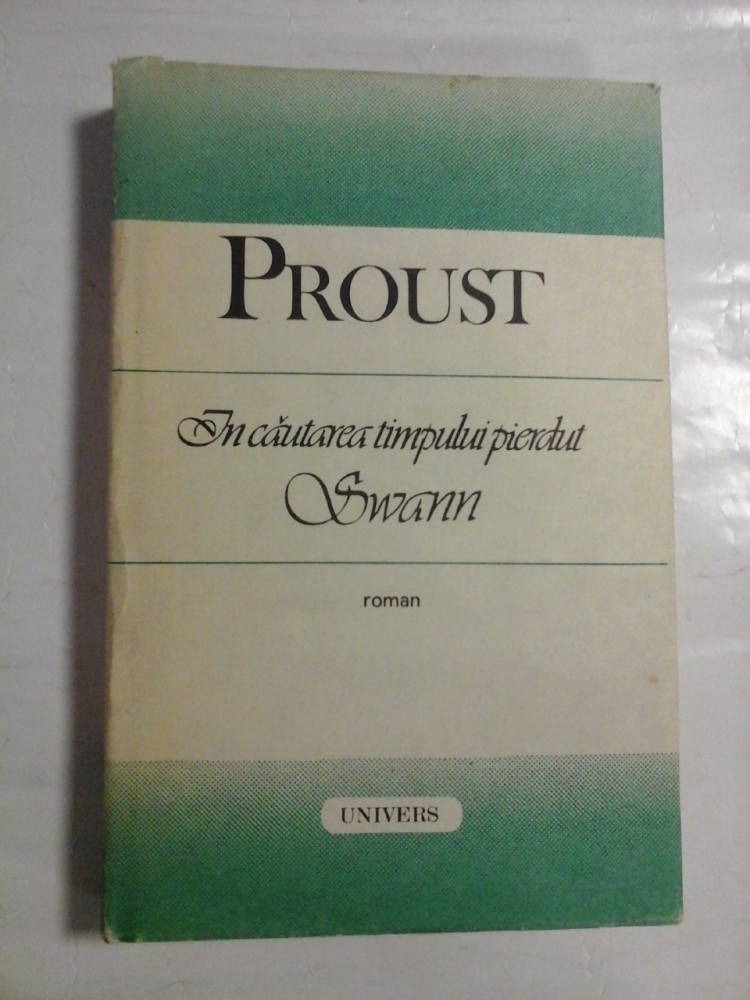 PROUST
In căutarea timpului pierdut
Swann
roman
UNIVERS